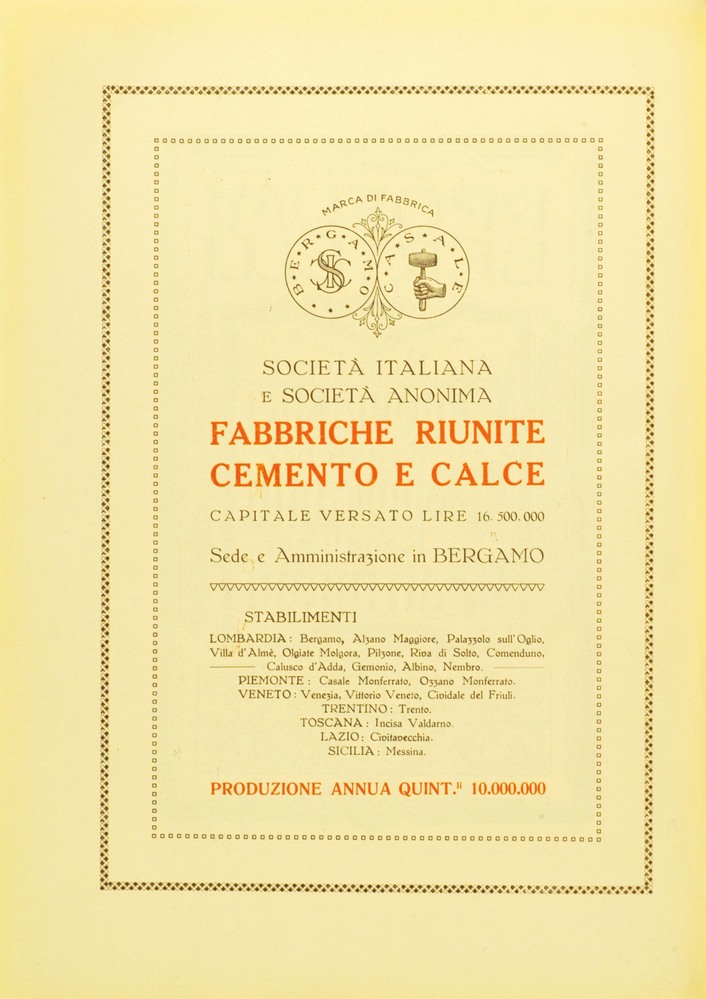 MARCA DI FABBRICA
BERGAMO
SIC
CASALE
SOCIETÀ ITALIANA
E SOCIETÀ ANONIMA
FABBRICHE RIUNITE
CEMENTO E CALCE
CAPITALE VERSATO LIRE 16.500.000
Sede e Amministrazione in BERGAMO
STABILIMENTI
LOMBARDIA: Bergamo, Alzano Maggiore, Palazzolo sull'Oglio,
Villa d'Almè, Olgiate Molgora, Pilzone, Riva di Solto, Comenduno,
Calusco d'Adda, Gemonio, Albino, Nembro.
PIEMONTE: Casale Monferrato, Ozzano Monferrato.
VENETO: Venezia, Vittorio Veneto, Cividale del Friuli.
TRENTINO: Trento.
TOSCANA: Incisa Valdarno.
LAZIO: Civitavecchia.
SICILIA: Messina.
PRODUZIONE ANNUA QUINT.li 10.000.000